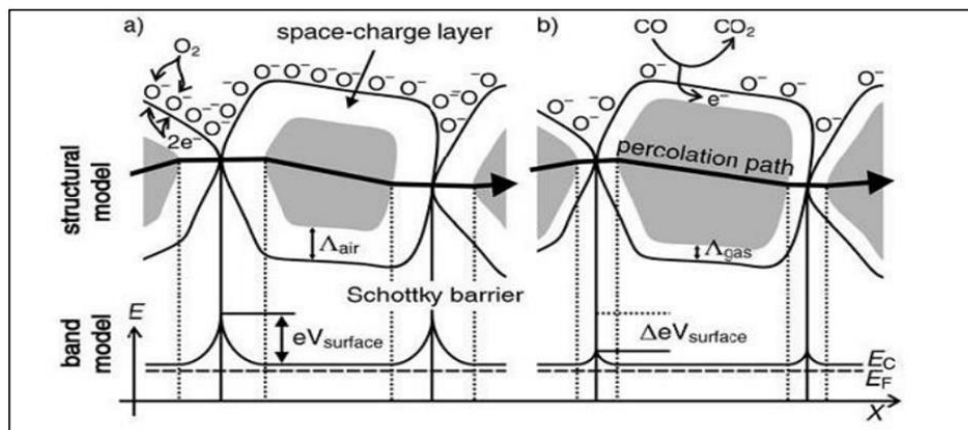 a)
O₂
space-charge layer
O⁻ O⁻ O⁻ O⁻ O⁻ O⁻
⁻O O⁻
O⁻ O⁻ ⁻O ⁻O
O⁻ ⁻O O⁻ =O
O⁻ ⁻O O⁻
O⁻
2e⁻
Λair
structural model
b)
CO CO₂
O⁻ O⁻
O⁻ ⁻O
O⁻
O⁻
e⁻
percolation path
Λgas
Schottky barrier
E
eVsurface
ΔeVsurface
EC
EF
X
band model